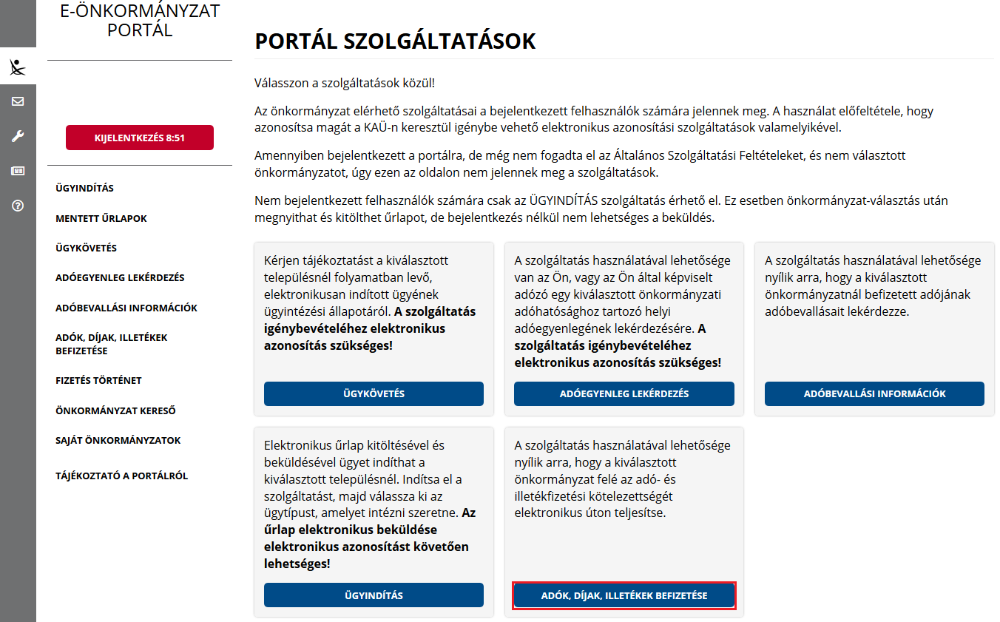 E-ÖNKORMÁNYZAT
PORTÁL
KIJELENTKEZÉS 8:51
ÜGYINDÍTÁS
MENTETT ŰRLAPOK
ÜGYKÖVETÉS
ADÓEGYENLEG LEKÉRDEZÉS
ADÓBEVALLÁSI INFORMÁCIÓK
ADÓK, DÍJAK, ILLETÉKEK
BEFIZETÉSE
FIZETÉS TÖRTÉNET
ÖNKORMÁNYZAT KERESŐ
SAJÁT ÖNKORMÁNYZATOK
TÁJÉKOZTATÓ A PORTÁLRÓL
PORTÁL SZOLGÁLTATÁSOK
Válasszon a szolgáltatások közül!
Az önkormányzat elérhető szolgáltatásai a bejelentkezett felhasználók számára jelennek meg. A használat előfeltétele, hogy
azonosítsa magát a KAÜ-n keresztül igénybe vehető elektronikus azonosítási szolgáltatások valamelyikével.
Amennyiben bejelentkezett a portálra, de még nem fogadta el az Általános Szolgáltatási Feltételeket, és nem választott
önkormányzatot, úgy ezen az oldalon nem jelennek meg a szolgáltatások.
Nem bejelentkezett felhasználók számára csak az ÜGYINDÍTÁS szolgáltatás érhető el. Ez esetben önkormányzat-választás után
megnyithat és kitölthet űrlapot, de bejelentkezés nélkül nem lehetséges a beküldés.
Kérjen tájékoztatást a kiválasztott
településnél folyamatban levő,
elektronikusan indított ügyének
ügyintézési állapotáról. A szolgáltatás
igénybevételéhez elektronikus
azonosítás szükséges!
ÜGYKÖVETÉS
A szolgáltatás használatával lehetősége
van az Ön, vagy az Ön által képviselt
adózó egy kiválasztott önkormányzati
adóhatósághoz tartozó helyi
adóegyenlegének lekérdezésére. A
szolgáltatás igénybevételéhez
elektronikus azonosítás szükséges!
ADÓEGYENLEG LEKÉRDEZÉS
A szolgáltatás használatával lehetősége
nyílik arra, hogy a kiválasztott
önkormányzatnál befizetett adójának
adóbevallásait lekérdezze.
ADÓBEVALLÁSI INFORMÁCIÓK
Elektronikus űrlap kitöltésével és
beküldésével ügyet indíthat a
kiválasztott településnél. Indítsa el a
szolgáltatást, majd válassza ki az
ügytípust, amelyet intézni szeretne. Az
űrlap elektronikus beküldése
elektronikus azonosítást követően
lehetséges!
ÜGYINDÍTÁS
A szolgáltatás használatával lehetősége
nyílik arra, hogy a kiválasztott
önkormányzat felé az adó- és
illetékfizetési kötelezettségét
elektronikus úton teljesítse.
ADÓK, DÍJAK, ILLETÉKEK BEFIZETÉSE